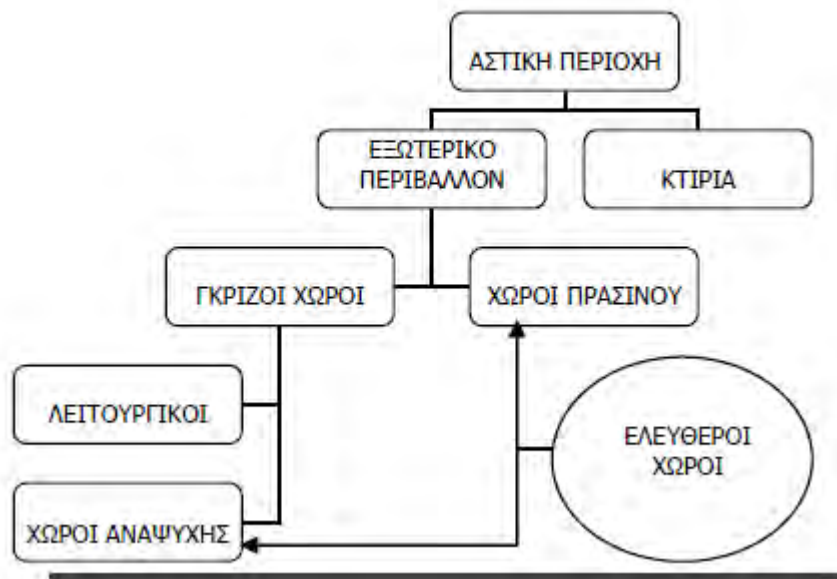 ΑΣΤΙΚΗ ΠΕΡΙΟΧΗ
ΕΞΩΤΕΡΙΚΟ
ΠΕΡΙΒΑΛΛΟΝ
ΚΤΙΡΙΑ
ΓΚΡΙΖΟΙ ΧΩΡΟΙ
ΧΩΡΟΙ ΠΡΑΣΙΝΟΥ
ΛΕΙΤΟΥΡΓΙΚΟΙ
ΕΛΕΥΘΕΡΟΙ
ΧΩΡΟΙ
ΧΩΡΟΙ ΑΝΑΨΥΧΗΣ